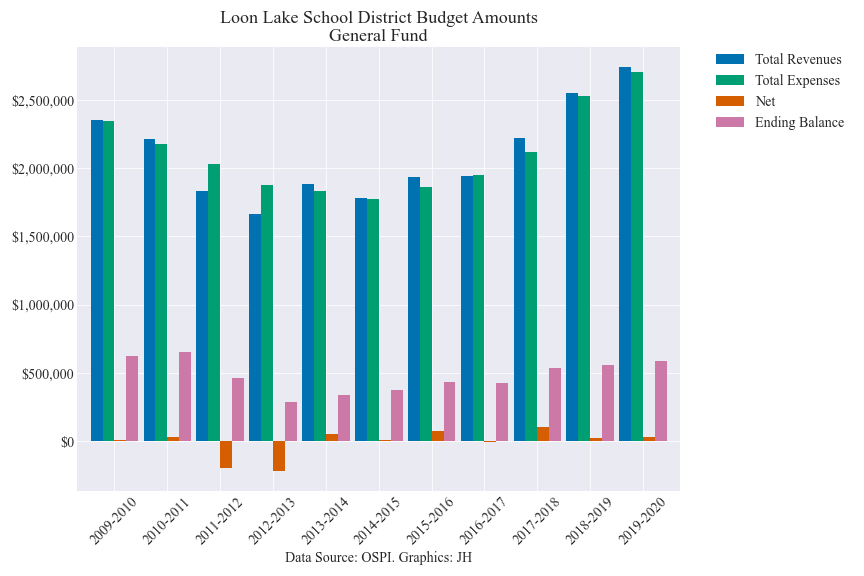 Loon Lake School District Budget Amounts
General Fund
Total Revenues
Total Expenses
Net
Ending Balance
$2,500,000
$2,000,000
$1,500,000
$1,000,000
$500,000
$0
2009-2010
2010-2011
2011-2012
2012-2013
2013-2014
2014-2015
2015-2016
2016-2017
2017-2018
2018-2019
2019-2020
Data Source: OSPI. Graphics: JH